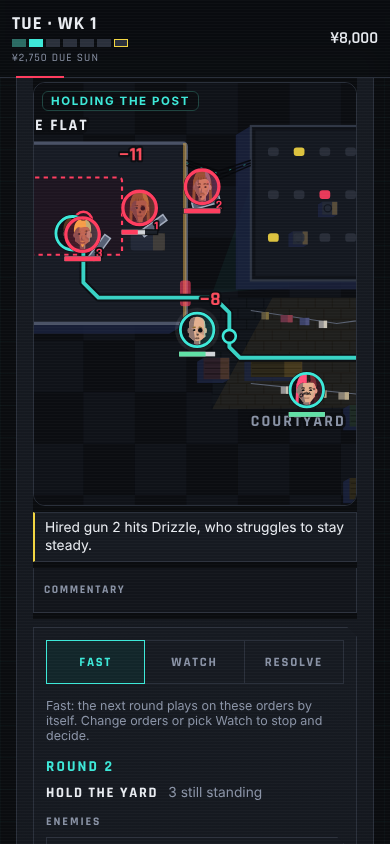 TUE · WK 1
¥8,000
¥2,750 DUE SUN
HOLDING THE POST
E FLAT
−11
2
1
3
−8
COURTYARD
Hired gun 2 hits Drizzle, who struggles to stay
steady.
COMMENTARY
FAST
WATCH
RESOLVE
Fast: the next round plays on these orders by
itself. Change orders or pick Watch to stop and
decide.
ROUND 2
HOLD THE YARD 3 still standing
ENEMIES